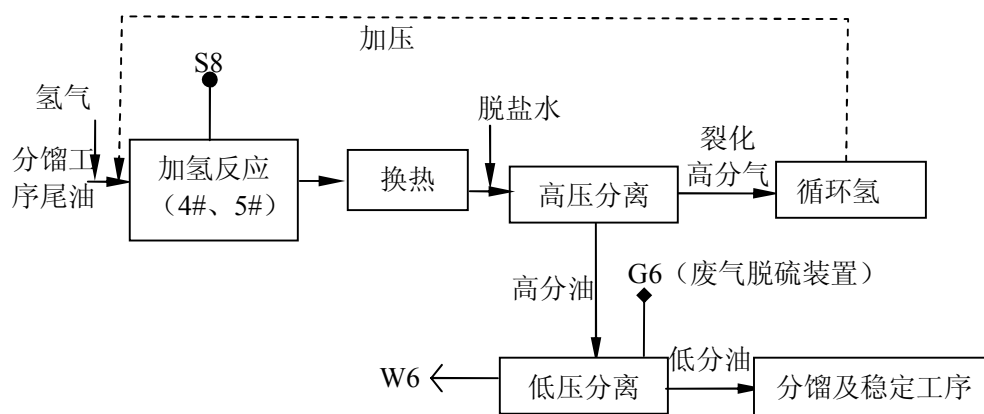 加压
S8
氢气
脱盐水
分馏工
序尾油
加氢反应
（4#、5#）
换热
高压分离
裂化
高分气
循环氢
高分油
G6（废气脱硫装置）
W6
低压分离
低分油
分馏及稳定工序